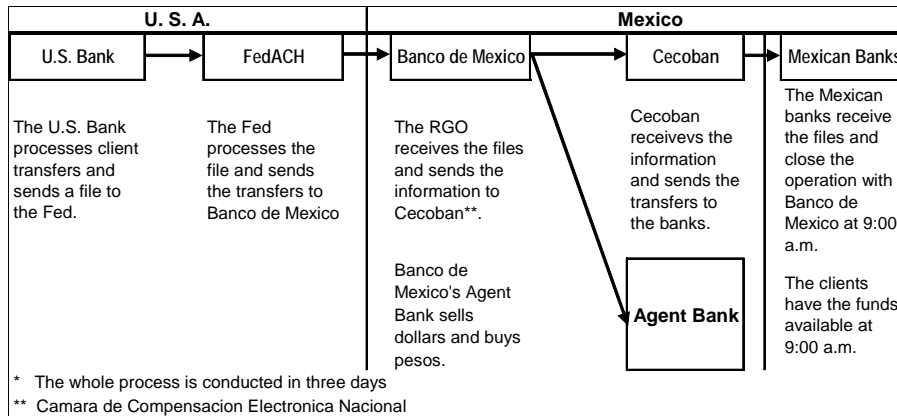 U. S. A.
Mexico
U.S. Bank
FedACH
Banco de Mexico
Cecoban
Mexican Banks
The U.S. Bank
processes client
transfers and
sends a file to
the Fed.
The Fed
processes the
file and sends
the transfers to
Banco de Mexico
The RGO
receives the files
and sends the
information to
Cecoban**.
Banco de
Mexico's Agent
Bank sells
dollars and buys
pesos.
Cecoban
receivevs the
information
and sends the
transfers to
the banks.
Agent Bank
The Mexican
banks receive
the files and
close the
operation with
Banco de
Mexico at 9:00
a.m.
The clients
have the funds
available at
9:00 a.m.
* The whole process is conducted in three days
** Camara de Compensacion Electronica Nacional